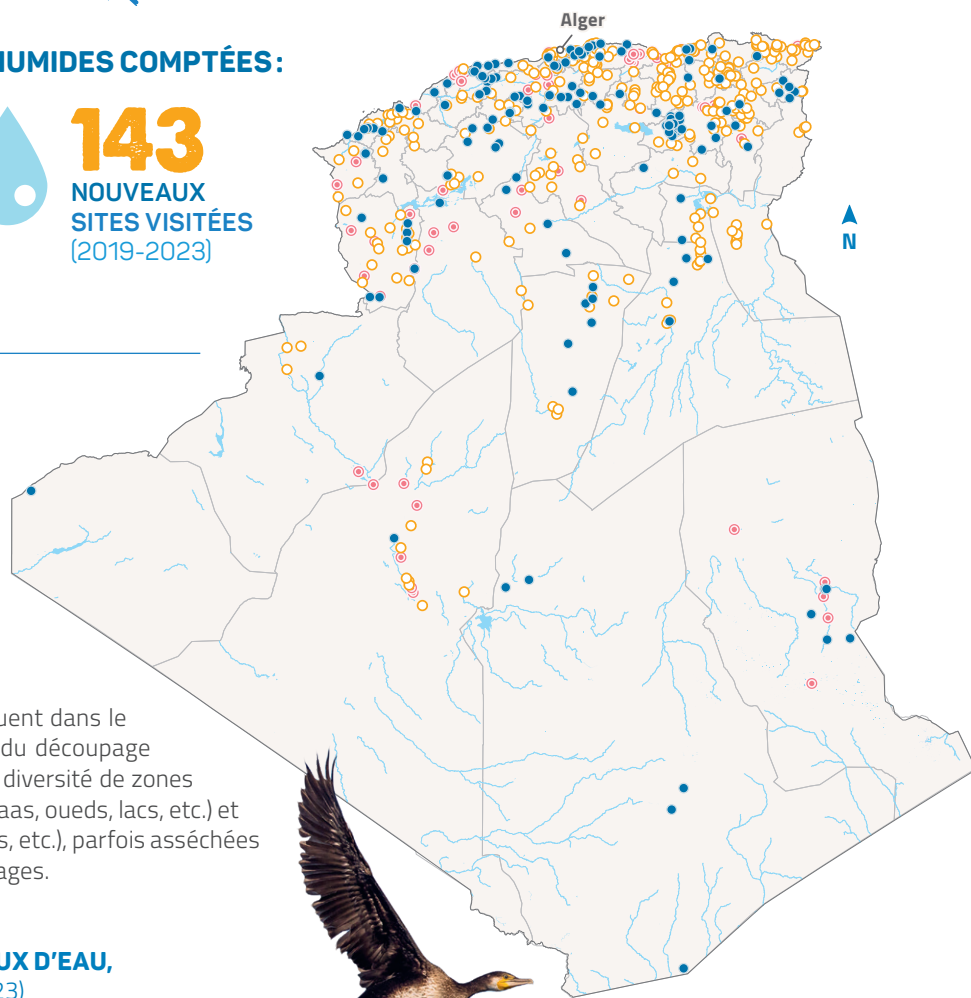 Alger
HUMIDES COMPTÉES :
143
NOUVEAUX
SITES VISITÉES
(2019-2023)
N
uent dans le
du découpage
diversité de zones
aas, oueds, lacs, etc.) et
s, etc.), parfois asséchées
ages.
UX D'EAU,
23)